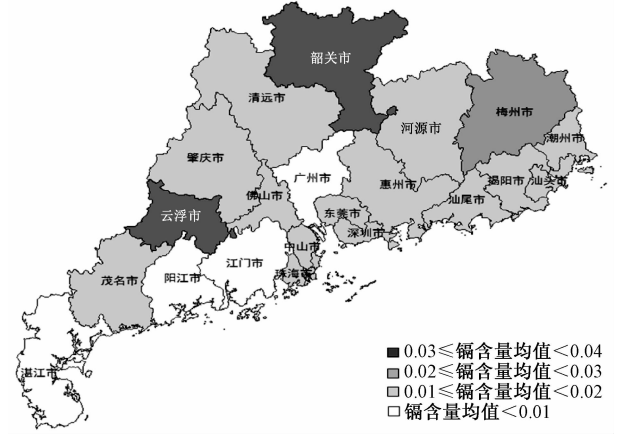 韶关市
清远市
河源市
梅州市
潮州市
肇庆市
广州市
惠州市
揭阳市
汕头市
佛山市
汕尾市
云浮市
东莞市
深圳市
中山市
江门市
珠海市
茂名市
阳江市
湛江市
0.03≤镉含量均值<0.04
0.02≤镉含量均值<0.03
0.01≤镉含量均值<0.02
镉含量均值<0.01